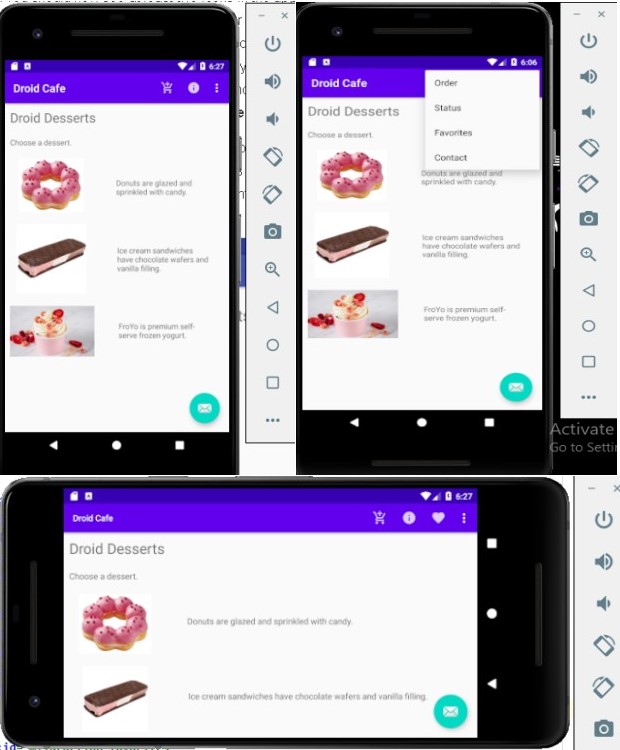 6:27
Droid Cafe
Droid Desserts
Choose a dessert.
Donuts are glazed and
sprinkled with candy.
Ice cream sandwiches
have chocolate wafers and
vanilla filling.
FroYo is premium self-
serve frozen yogurt.
6:06
Droid Cafe
Order
Status
Favorites
Contact
Droid Desserts
Choose a dessert.
Donuts are glazed and
sprinkled with candy.
Ice cream sandwiches
have chocolate wafers and
vanilla filling.
FroYo is premium self-
serve frozen yogurt.
Activate
Go to Setti
6:27
Droid Cafe
Droid Desserts
Choose a dessert.
Donuts are glazed and sprinkled with candy.
Ice cream sandwiches have chocolate wafers and vanilla filling.